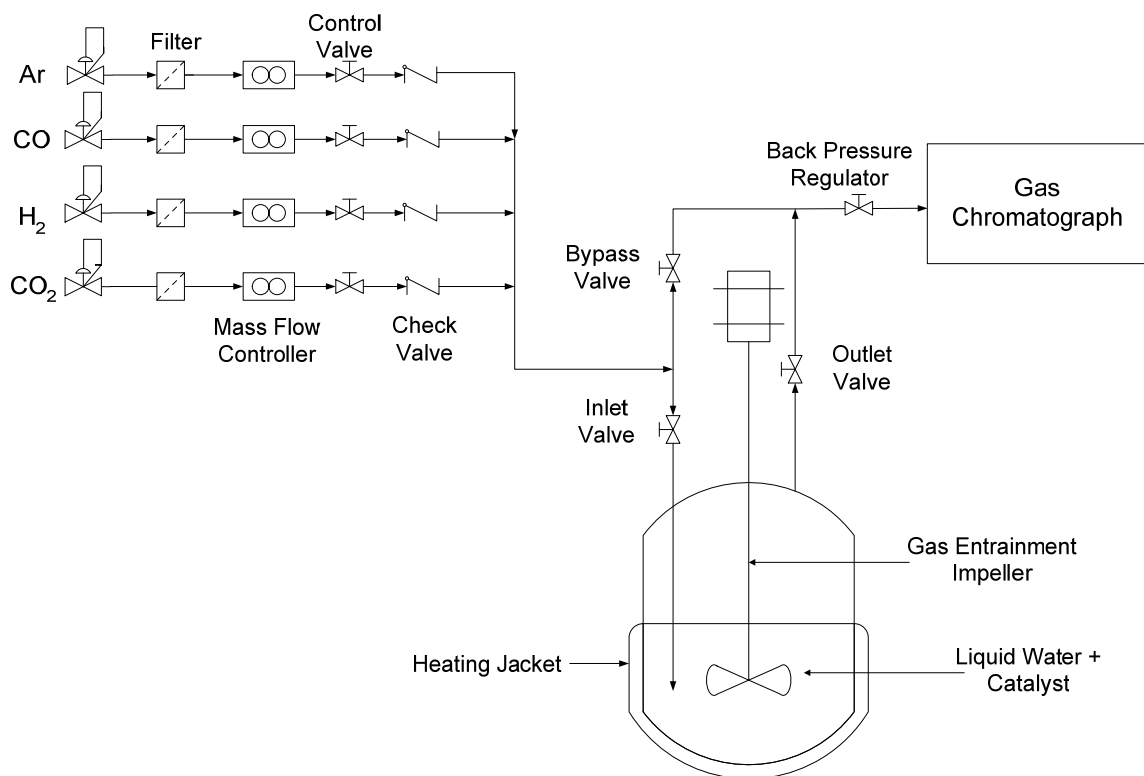 Ar
CO
H₂
CO₂
Filter
Control
Valve
Mass Flow
Controller
Check
Valve
Bypass
Valve
Inlet
Valve
Back Pressure
Regulator
Gas
Chromatograph
Outlet
Valve
Gas Entrainment
Impeller
Heating Jacket
Liquid Water +
Catalyst